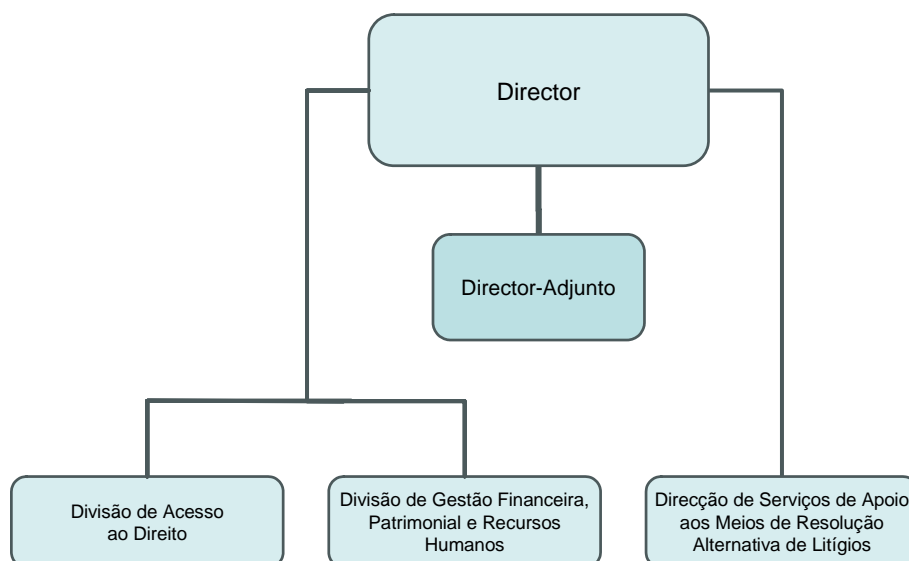 Director
Director-Adjunto
Divisão de Acesso
ao Direito
Divisão de Gestão Financeira,
Patrimonial e Recursos
Humanos
Direcção de Serviços de Apoio
aos Meios de Resolução
Alternativa de Litígios